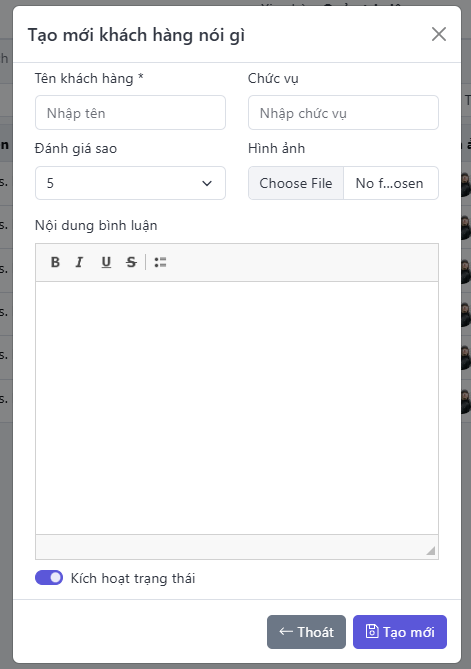 Tạo mới khách hàng nói gì
Tên khách hàng *
Chức vụ
Nhập tên
Nhập chức vụ
Đánh giá sao
Hình ảnh
5
Choose File
No f...osen
Nội dung bình luận
B I U S
Kích hoạt trạng thái
Thoát
Tạo mới